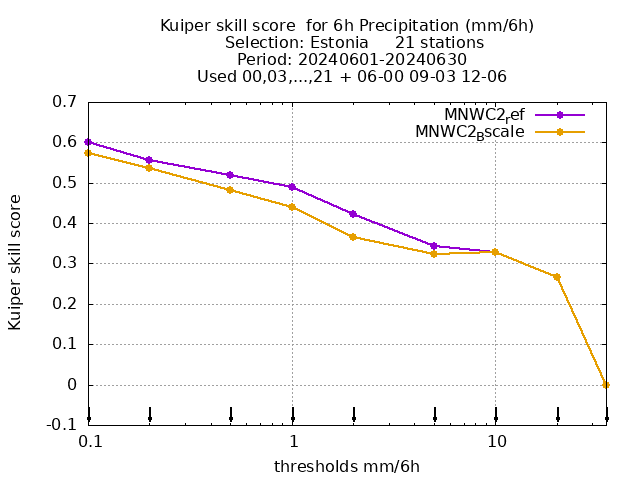 Kuiper skill score  for 6h Precipitation (mm/6h)
Selection: Estonia     21 stations
Period: 20240601-20240630
Used 00,03,...,21 + 06-00 09-03 12-06
MNWC2ref
MNWC2Bscale
0.7
0.6
0.5
0.4
0.3
0.2
0.1
0
-0.1
Kuiper skill score
0.1 1 10
thresholds mm/6h